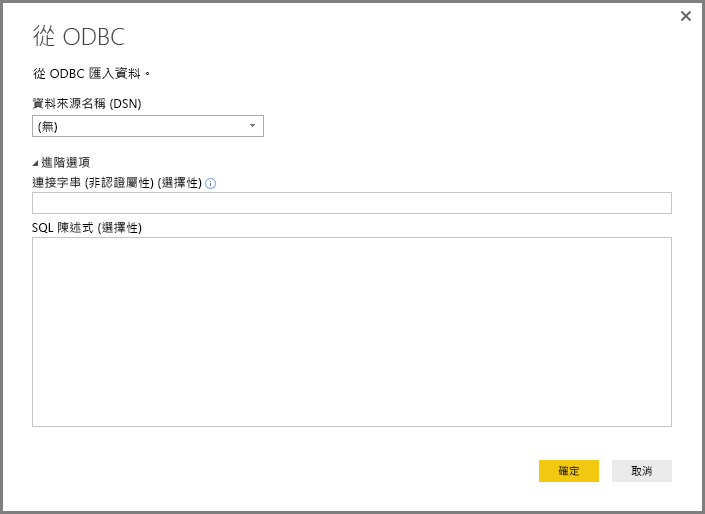 從 ODBC
從 ODBC 匯入資料。
資料來源名稱 (DSN)
(無)
進階選項
連接字串 (非認證屬性) (選擇性)
SQL 陳述式 (選擇性)
確定
取消